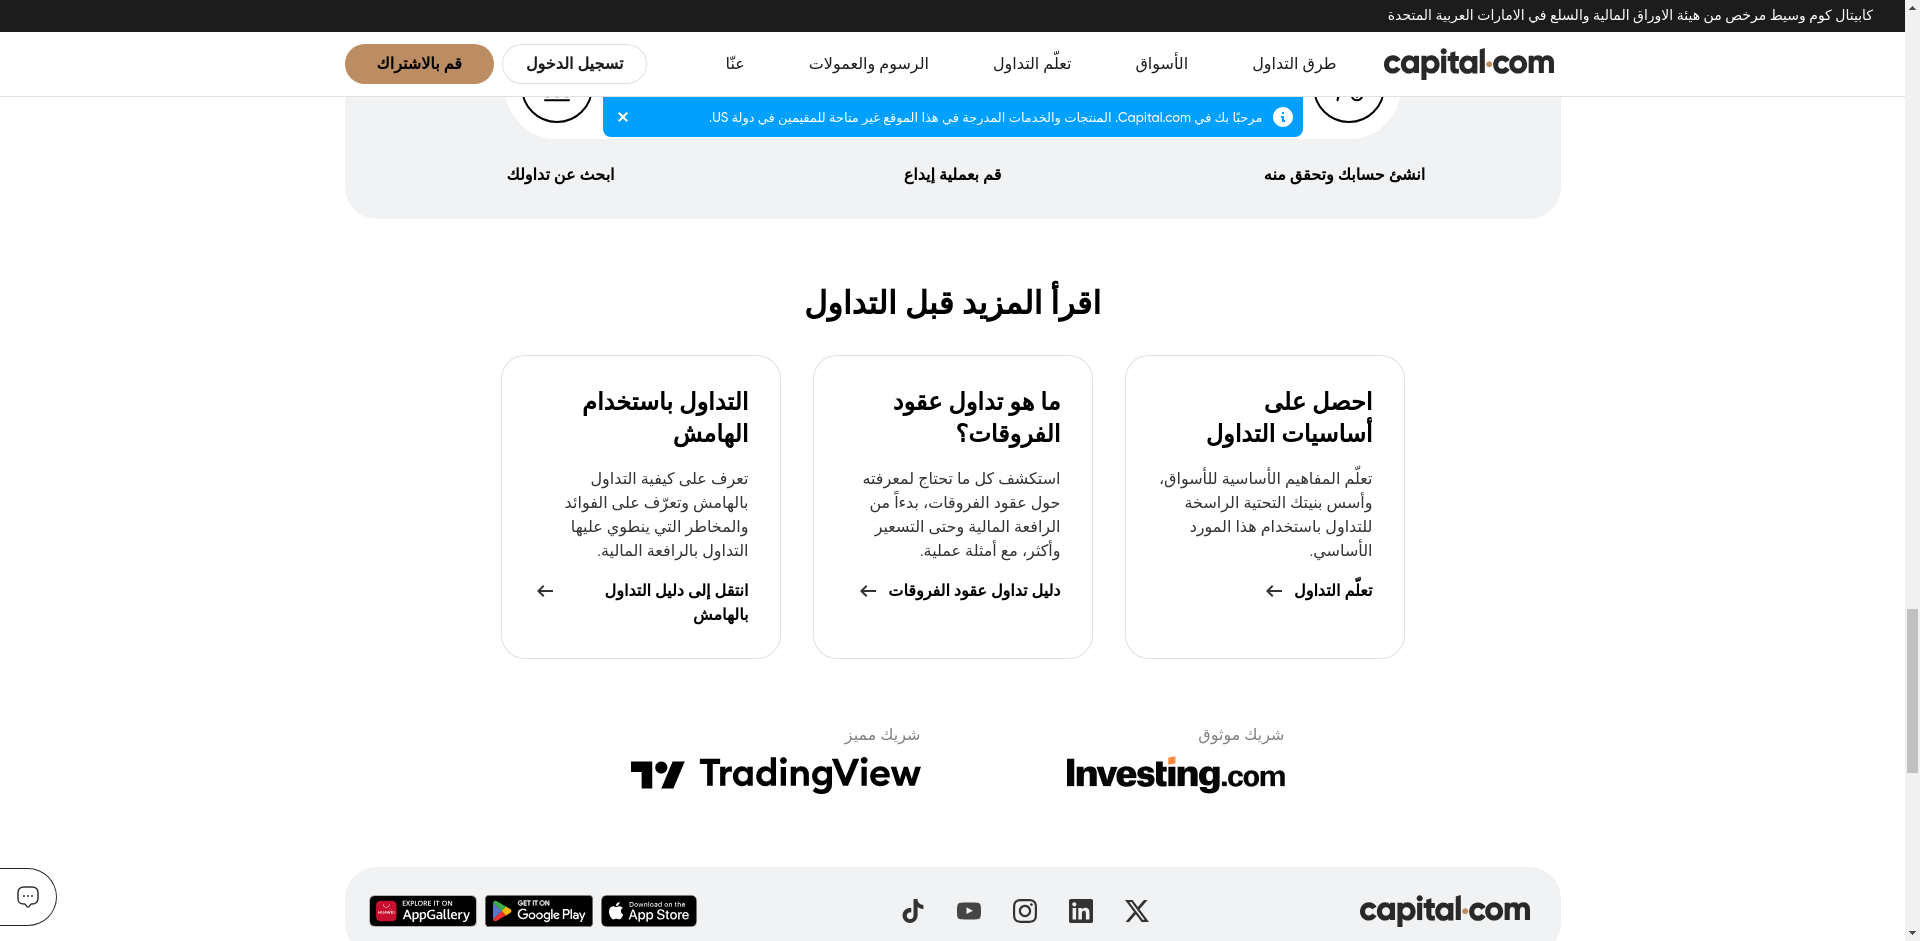 كابيتال كوم وسيط مرخص من هيئة الاوراق المالية والسلع في الامارات العربية المتحدة
capital.com
طرق التداول
الأسواق
تعلّم التداول
الرسوم والعمولات
عنّا
تسجيل الدخول
قم بالاشتراك
مرحبًا بك في Capital.com. المنتجات والخدمات المدرجة في هذا الموقع غير متاحة للمقيمين في دولة US.
انشئ حسابك وتحقق منه
قم بعملية إيداع
ابحث عن تداولك
اقرأ المزيد قبل التداول
احصل على
أساسيات التداول
تعلّم المفاهيم الأساسية للأسواق،
وأسس بنيتك التحتية الراسخة
للتداول باستخدام هذا المورد
الأساسي.
تعلّم التداول
ما هو تداول عقود
الفروقات؟
استكشف كل ما تحتاج لمعرفته
حول عقود الفروقات، بدءاً من
الرافعة المالية وحتى التسعير
وأكثر، مع أمثلة عملية.
دليل تداول عقود الفروقات
التداول باستخدام
الهامش
تعرف على كيفية التداول
بالهامش وتعرّف على الفوائد
والمخاطر التي ينطوي عليها
التداول بالرافعة المالية.
انتقل إلى دليل التداول
بالهامش
شريك موثوق
Investing.com
شريك مميز
TradingView
capital.com
Download on the
App Store
GET IT ON
Google Play
HUAWEI
EXPLORE IT ON
AppGallery